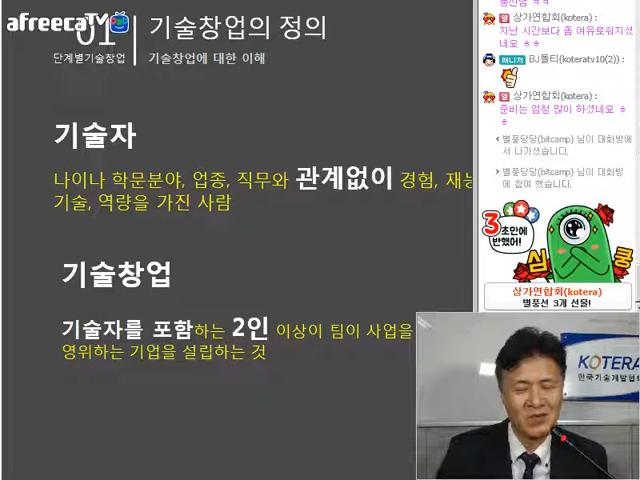 afreecaTV
01
단계별기술창업
기술창업의 정의
기술창업에 대한 이해
기술자
나이나 학문분야, 업종, 직무와 관계없이 경험, 재능
기술, 역량을 가진 사람
기술창업
기술자를 포함하는 2인 이상이 팀이 사업을
영위하는 기업을 설립하는 것
상가연합회(kotera) :
지난 시간보다 좀 여유로워지셨
네요 ㅎㅎ
매니저 BJ돌티(koteratv10(2)) :
상가연합회(kotera) :
준비는 엄청 많이 하셨네요 ㅎ
ㅎ
별풍당당(bitcamp) 님이 대화방에
서 나가셨습니다.
별풍당당(bitcamp) 님이 대화방
에 참여 했습니다.
3초만에
반했어!
심
쿵
상가연합회(kotera)
별풍선 3개 선물!
KOTERA
한국기술개발협